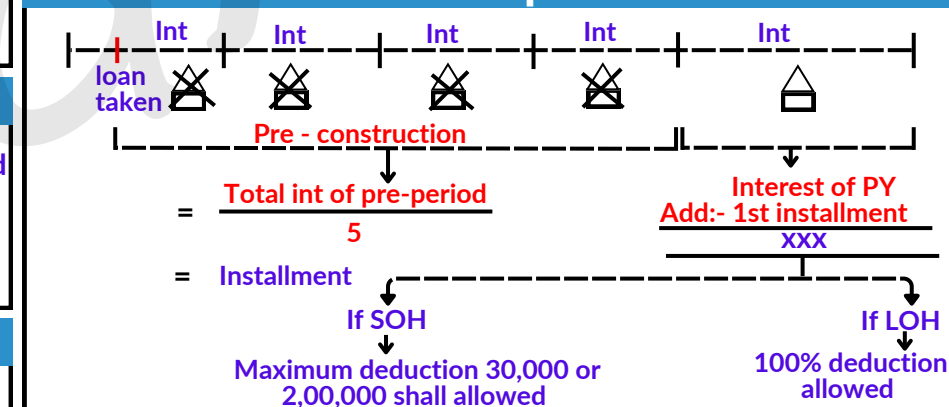 Int Int Int Int Int
loan
taken
Pre - construction
Total int of pre-period
=
5
Interest of PY
Add:- 1st installment
xxx
= Installment
If SOH If LOH
Maximum deduction 30,000 or
2,00,000 shall allowed
100% deduction
allowed